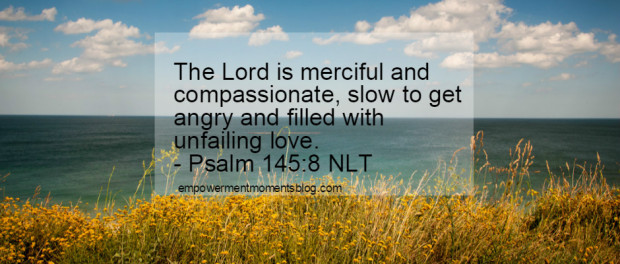 The Lord is merciful and
compassionate, slow to get
angry and filled with
unfailing love.
- Psalm 145:8 NLT
empowermentmomentsblog.com